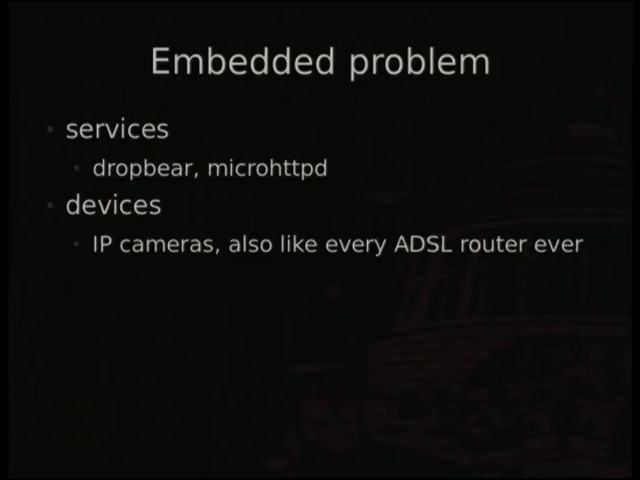 Embedded problem
services
dropbear, microhttpd
devices
IP cameras, also like every ADSL router ever